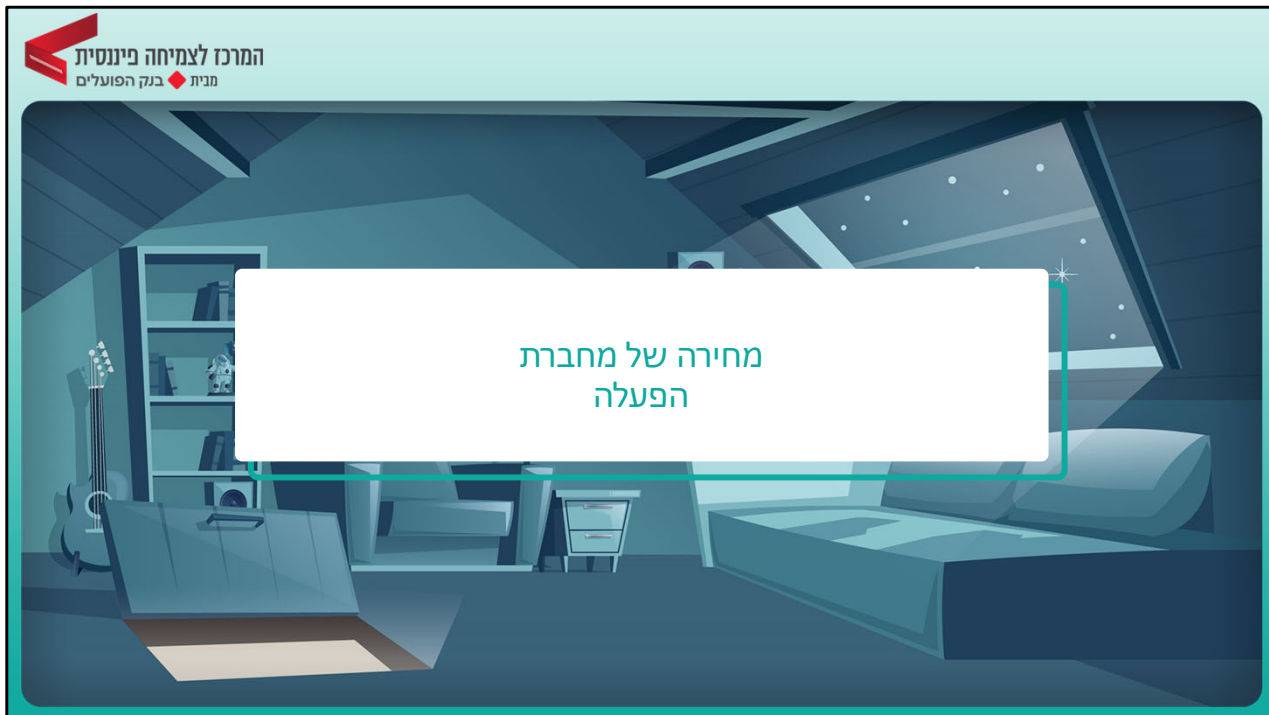 המרכז לצמיחה פיננסית
מבית בנק הפועלים
מחירה של מחברת
הפעלה